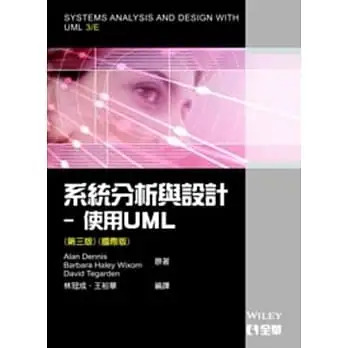 SYSTEMS ANALYSIS AND DESIGN WITH
UML 3/E
系統分析與設計
- 使用UML
(第三版) (國際版)
Alan Dennis
Barbara Haley Wixom 原著
David Tegarden
林冠成、王裕華 編譯
WILEY
全華